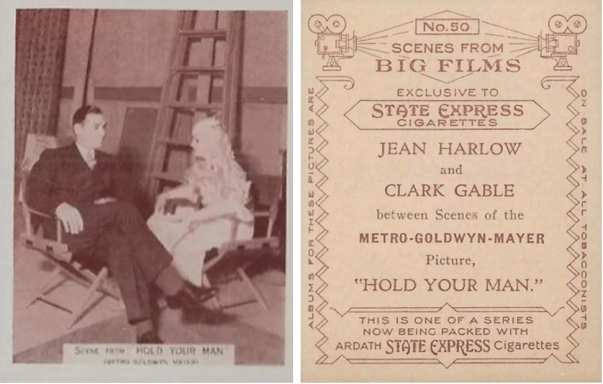 SCENE FROM "HOLD YOUR MAN"
(METRO GOLDWYN MAYER)
No. 50
SCENES FROM
BIG FILMS
EXCLUSIVE TO
STATE EXPRESS
CIGARETTES
JEAN HARLOW
and
CLARK GABLE
between Scenes of the
METRO-GOLDWYN-MAYER
Picture,
"HOLD YOUR MAN."
THIS IS ONE OF A SERIES
NOW BEING PACKED WITH
ARDATH STATE EXPRESS Cigarettes
ALBUMS FOR THESE PICTURES ARE
ON SALE AT ALL TOBACCONISTS